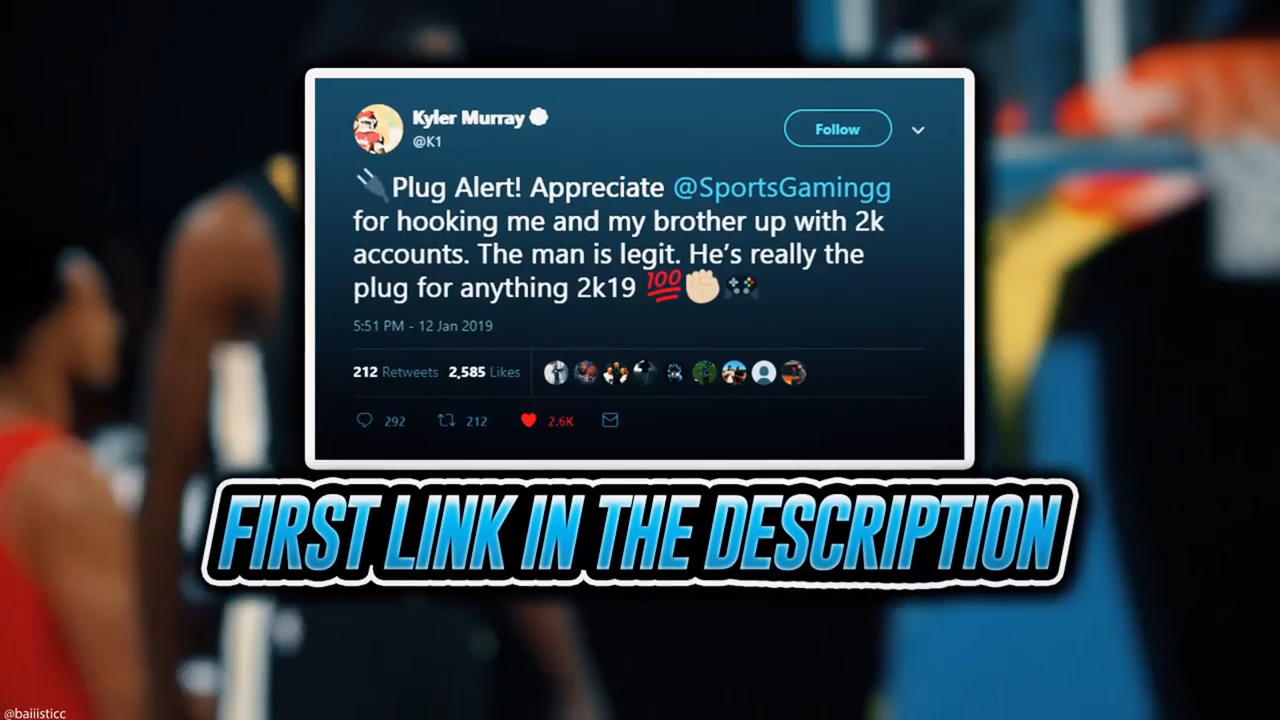 Kyler Murray
@K1
Follow
🔌Plug Alert! Appreciate @SportsGamingg
for hooking me and my brother up with 2k
accounts. The man is legit. He’s really the
plug for anything 2k19 💯✊🏼🎮
5:51 PM - 12 Jan 2019
212 Retweets 2,585 Likes
292 212 2.6K
FIRST LINK IN THE DESCRIPTION
@baiiisticc